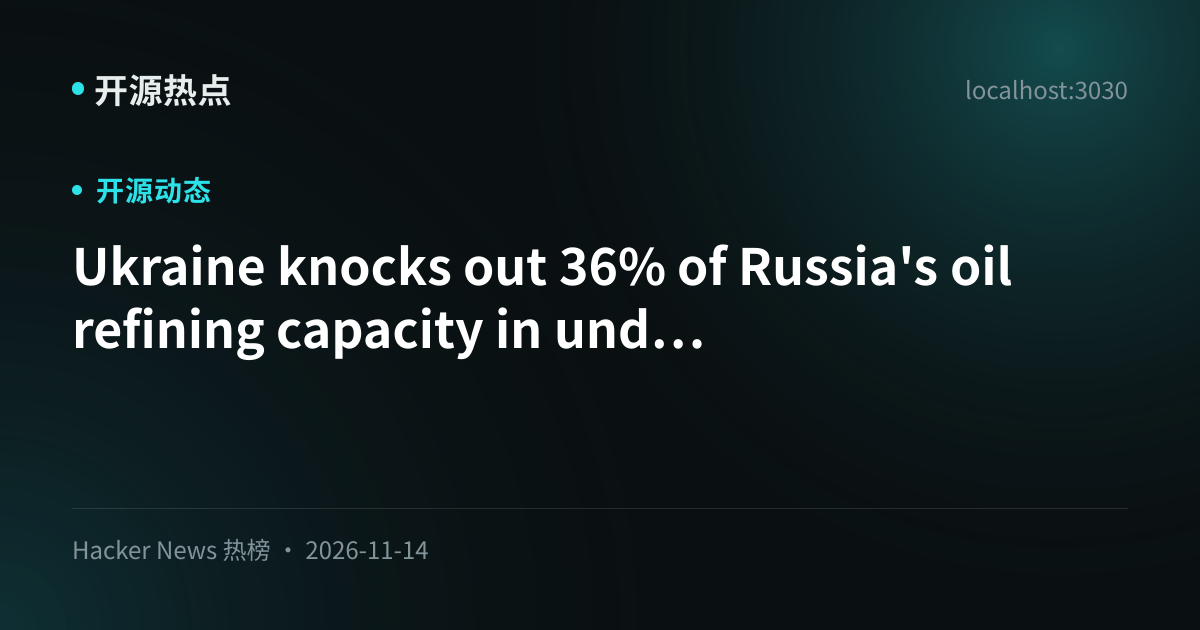 开源热点
localhost:3030
开源动态
Ukraine knocks out 36% of Russia's oil
refining capacity in und…
Hacker News 热榜 · 2026-11-14